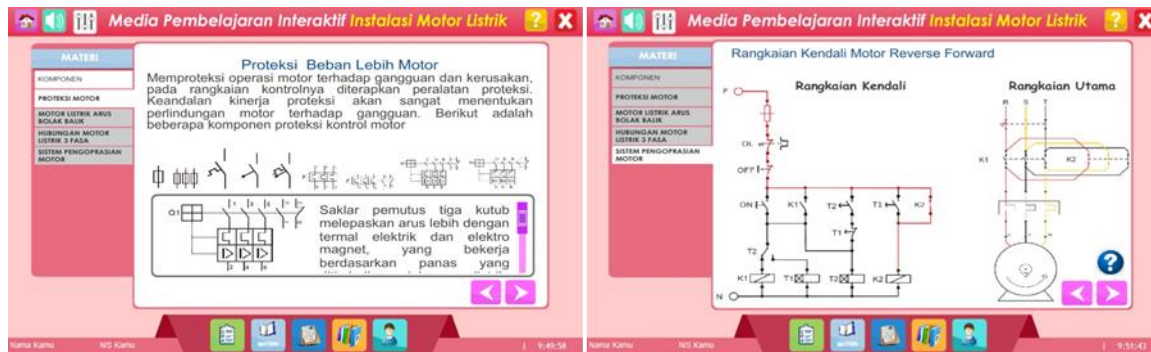 Media Pembelajaran Interaktif Instalasi Motor Listrik
MATERI
KOMPONEN
PROTEKSI MOTOR
MOTOR LISTRIK ARUS
BOLAK BALIK
HUBUNGAN MOTOR
LISTRIK 3 FASA
SISTEM PENGOPRASIAN
MOTOR
Proteksi Beban Lebih Motor
Memproteksi operasi motor terhadap gangguan dan kerusakan,
pada rangkaian kontrolnya diterapkan peralatan proteksi.
Keandalan kinerja proteksi akan sangat menentukan
perlindungan motor terhadap gangguan. Berikut adalah
beberapa komponen proteksi kontrol motor
Q1
Saklar pemutus tiga kutub
melepaskan arus lebih dengan
termal elektrik dan elektro
magnet, yang bekerja
berdasarkan panas yang
Nama Kamu
NIS Kamu
9:49:58
Media Pembelajaran Interaktif Instalasi Motor Listrik
MATERI
KOMPONEN
PROTEKSI MOTOR
MOTOR LISTRIK ARUS
BOLAK BALIK
HUBUNGAN MOTOR
LISTRIK 3 FASA
SISTEM PENGOPRASIAN
MOTOR
Rangkaian Kendali Motor Reverse Forward
Rangkaian Kendali
Rangkaian Utama
R S T
F
OL
OFF
K1
K2
ON
K1
T2
T1
K2
T1
T2
K1
T1
T2
K2
N
Nama Kamu
NIS Kamu
9:51:43